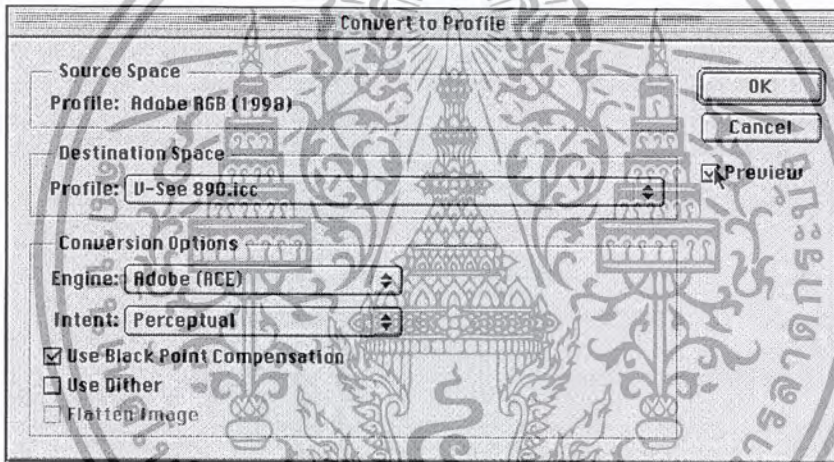 Convert to Profile
Source Space
Profile: Adobe RGB (1998)
OK
Cancel
Preview
Destination Space
Profile: U-See 890.icc
Conversion Options
Engine: Adobe (ACE)
Intent: Perceptual
Use Black Point Compensation
Use Dither
Flatten Image